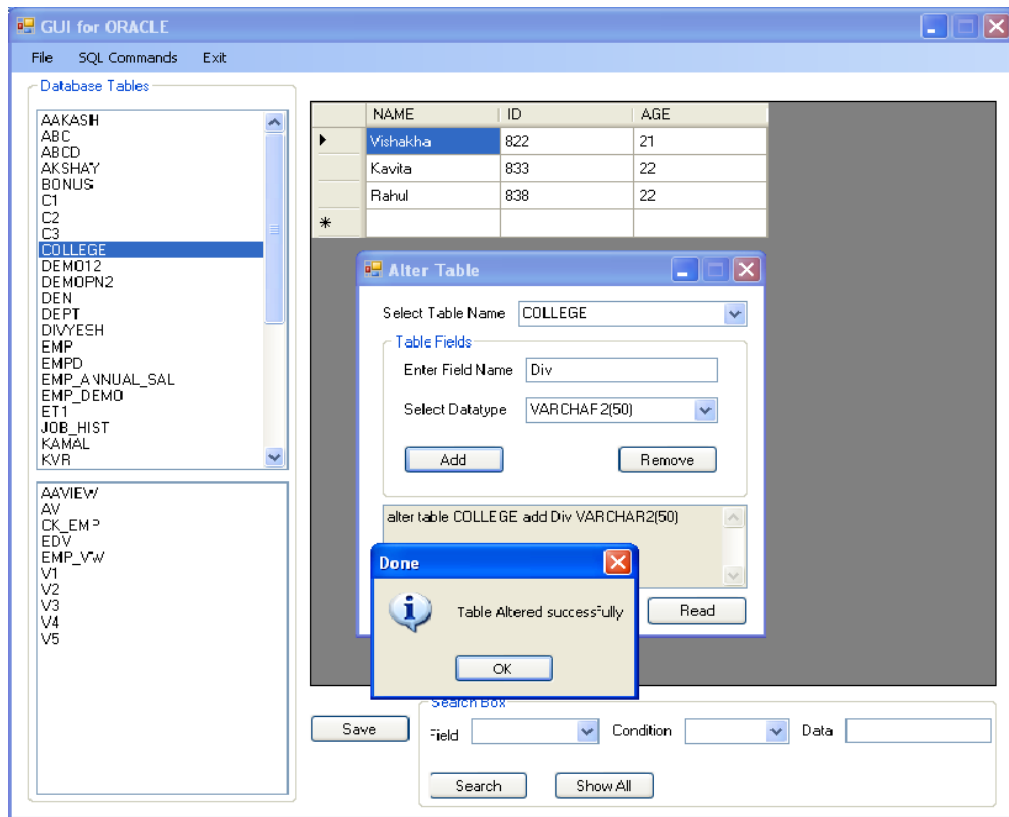 GUI for ORACLE
File SQL Commands Exit
Database Tables
AAKASH
ABC
ABCD
AKSHAY
BONUS
C1
C2
C3
COLLEGE
DEMO12
DEMOPN2
DEN
DEPT
DIVYESH
EMP
EMPD
EMP_ANNUAL_SAL
EMP_DEMO
ET1
JOB_HIST
KAMAL
KVR
AAVIEW
AV
CK_EMP
EDV
EMP_VW
V1
V2
V3
V4
V5
NAME ID AGE
Vishakha 822 21
Kavita 833 22
Rahul 838 22
Alter Table
Select Table Name COLLEGE
Table Fields
Enter Field Name Div
Select Datatype VARCHAR2(50)
Add Remove
alter table COLLEGE add Div VARCHAR2(50)
Done
Table Altered successfully
OK
Read
Save
Search Box
Field Condition Data
Search Show All